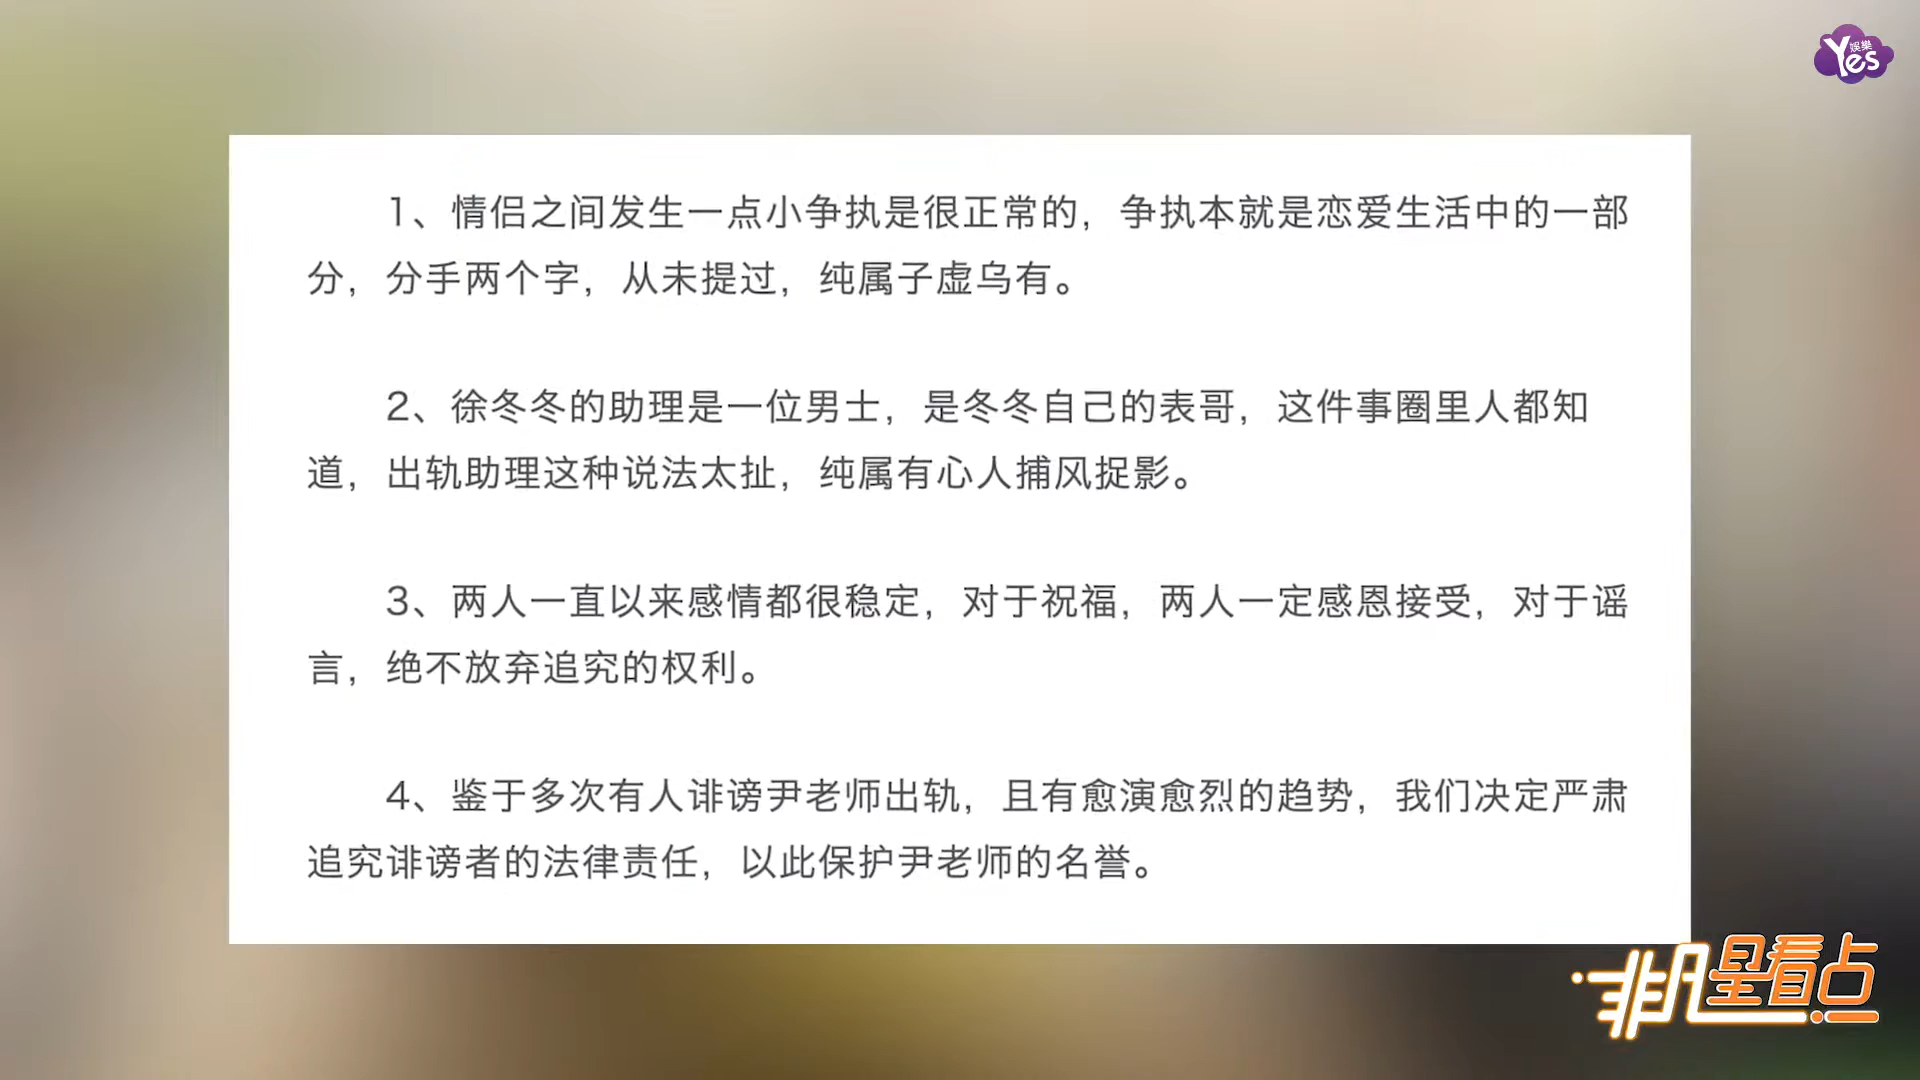 Yes娛樂
1、情侣之间发生一点小争执是很正常的，争执本就是恋爱生活中的一部
分，分手两个字，从未提过，纯属子虚乌有。
2、徐冬冬的助理是一位男士，是冬冬自己的表哥，这件事圈里人都知
道，出轨助理这种说法太扯，纯属有心人捕风捉影。
3、两人一直以来感情都很稳定，对于祝福，两人一定感恩接受，对于谣
言，绝不放弃追究的权利。
4、鉴于多次有人诽谤尹老师出轨，且有愈演愈烈的趋势，我们决定严肃
追究诽谤者的法律责任，以此保护尹老师的名誉。
非凡星看点